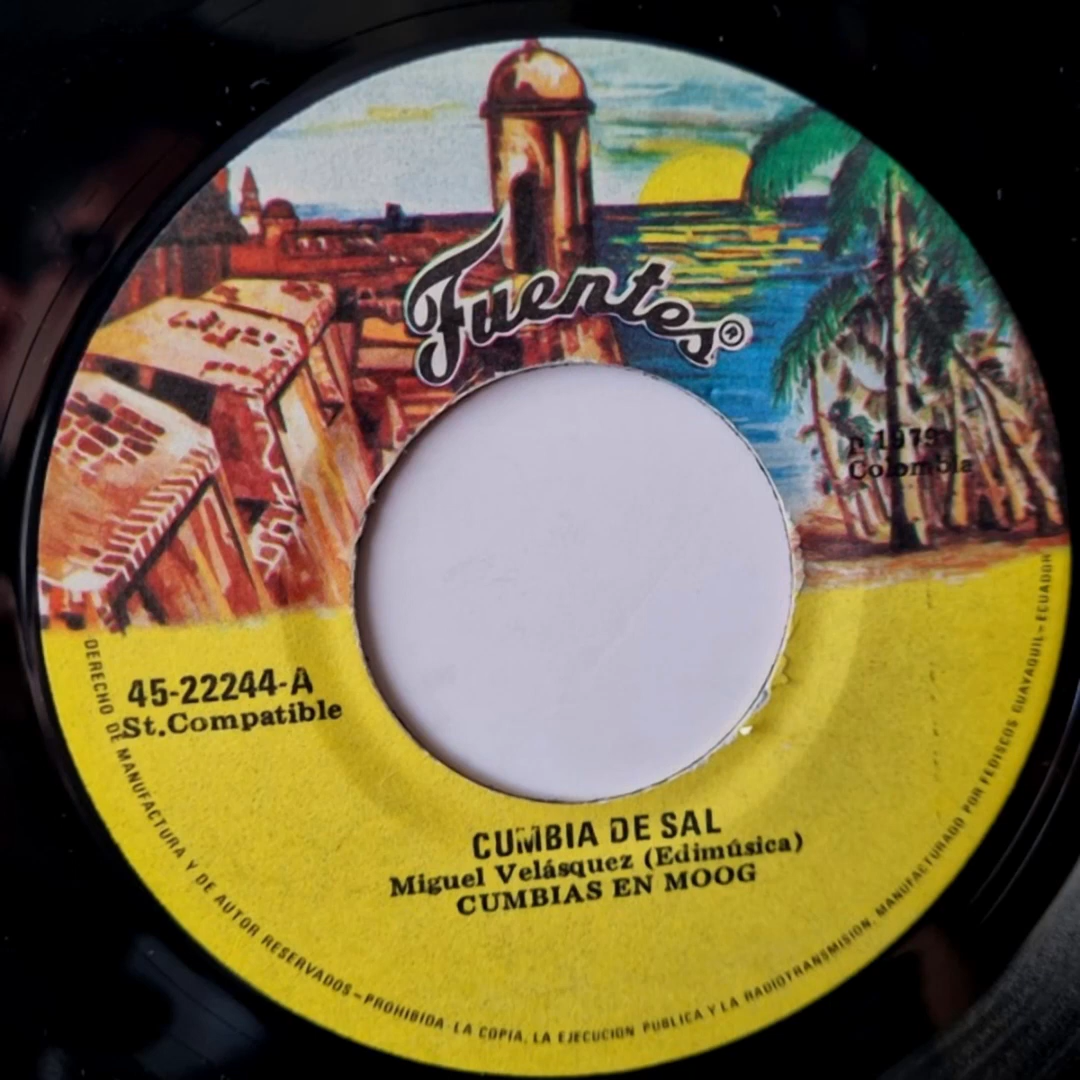 Fuentes®
p 1979
Colombia
45-22244-A
St.Compatible
CUMBIA DE SAL
Miguel Velásquez (Edimúsica)
CUMBIAS EN MOOG
DERECHO DE MANUFACTURA Y DE AUTOR RESERVADOS-PROHIBIDA LA COPIA, LA EJECUCION PUBLICA Y LA RADIOTRANSMISION. MANUFACTURADO POR FEDISCOS GUAYAQUIL-ECUADOR